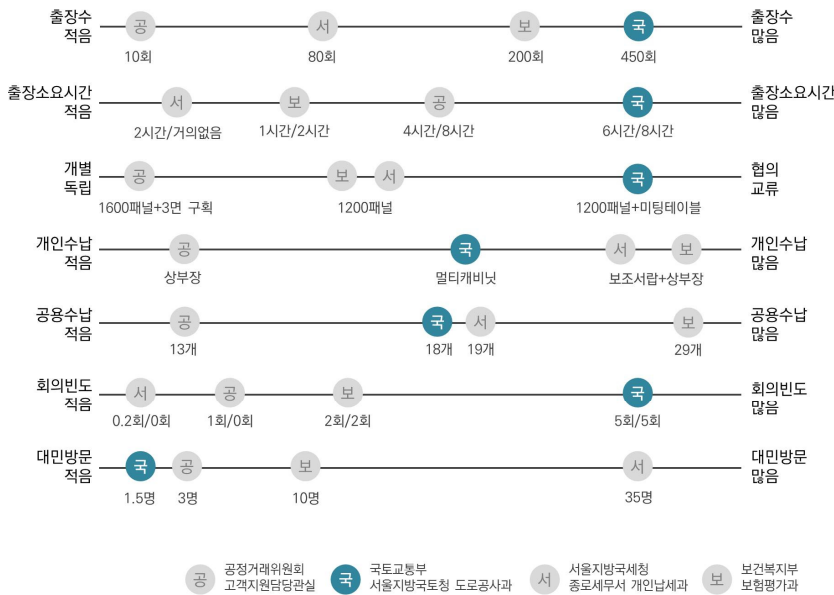 출장수
적음
공
서
보
국
출장수
많음
10회
80회
200회
450회
출장소요시간
적음
서
보
공
국
출장소요시간
많음
2시간/거의없음
1시간/2시간
4시간/8시간
6시간/8시간
개별
독립
공
보
서
국
협의
교류
1600패널+3면 구획
1200패널
1200패널+미팅테이블
개인수납
적음
공
국
서
보
개인수납
많음
상부장
멀티캐비닛
보조서랍+상부장
공용수납
적음
공
국
서
보
공용수납
많음
13개
18개
19개
29개
회의빈도
적음
서
공
보
국
회의빈도
많음
0.2회/0회
1회/0회
2회/2회
5회/5회
대민방문
적음
국
공
보
서
대민방문
많음
1.5명
3명
10명
35명
공
공정거래위원회
고객지원담당관실
국
국토교통부
서울지방국토청 도로공사과
서
서울지방국세청
종로세무서 개인납세과
보
보건복지부
보험평가과